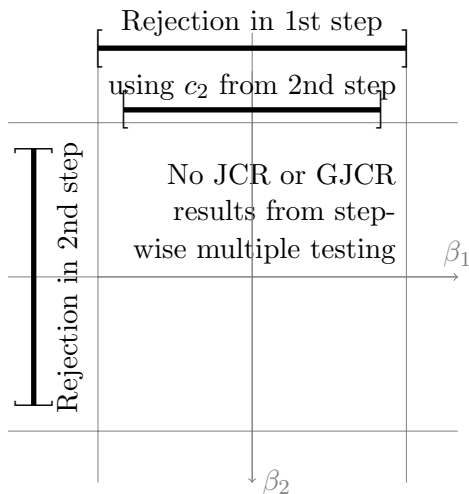 Rejection in 1st step
using c₂ from 2nd step
No JCR or GJCR
results from step-
wise multiple testing
Rejection in 2nd step
β₁
β₂